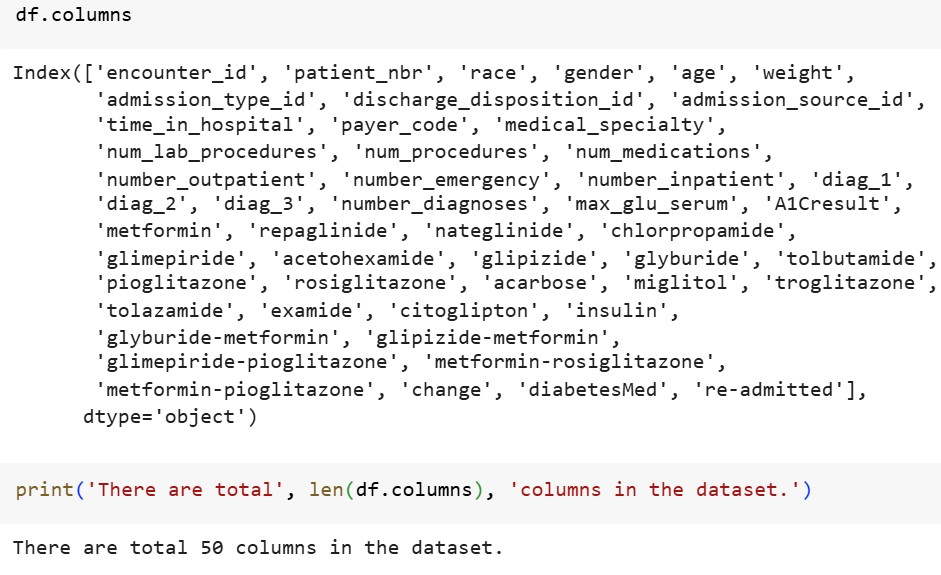 df.columns
Index(['encounter_id', 'patient_nbr', 'race', 'gender', 'age', 'weight',
'admission_type_id', 'discharge_disposition_id', 'admission_source_id',
'time_in_hospital', 'payer_code', 'medical_specialty',
'num_lab_procedures', 'num_procedures', 'num_medications',
'number_outpatient', 'number_emergency', 'number_inpatient', 'diag_1',
'diag_2', 'diag_3', 'number_diagnoses', 'max_glu_serum', 'A1Cresult',
'metformin', 'repaglinide', 'nateglinide', 'chlorpropamide',
'glimepiride', 'acetohexamide', 'glipizide', 'glyburide', 'tolbutamide',
'pioglitazone', 'rosiglitazone', 'acarbose', 'miglitol', 'troglitazone',
'tolazamide', 'examide', 'citoglipton', 'insulin',
'glyburide-metformin', 'glipizide-metformin',
'glimepiride-pioglitazone', 'metformin-rosiglitazone',
'metformin-pioglitazone', 'change', 'diabetesMed', 're-admitted'],
dtype='object')
print('There are total', len(df.columns), 'columns in the dataset.')
There are total 50 columns in the dataset.